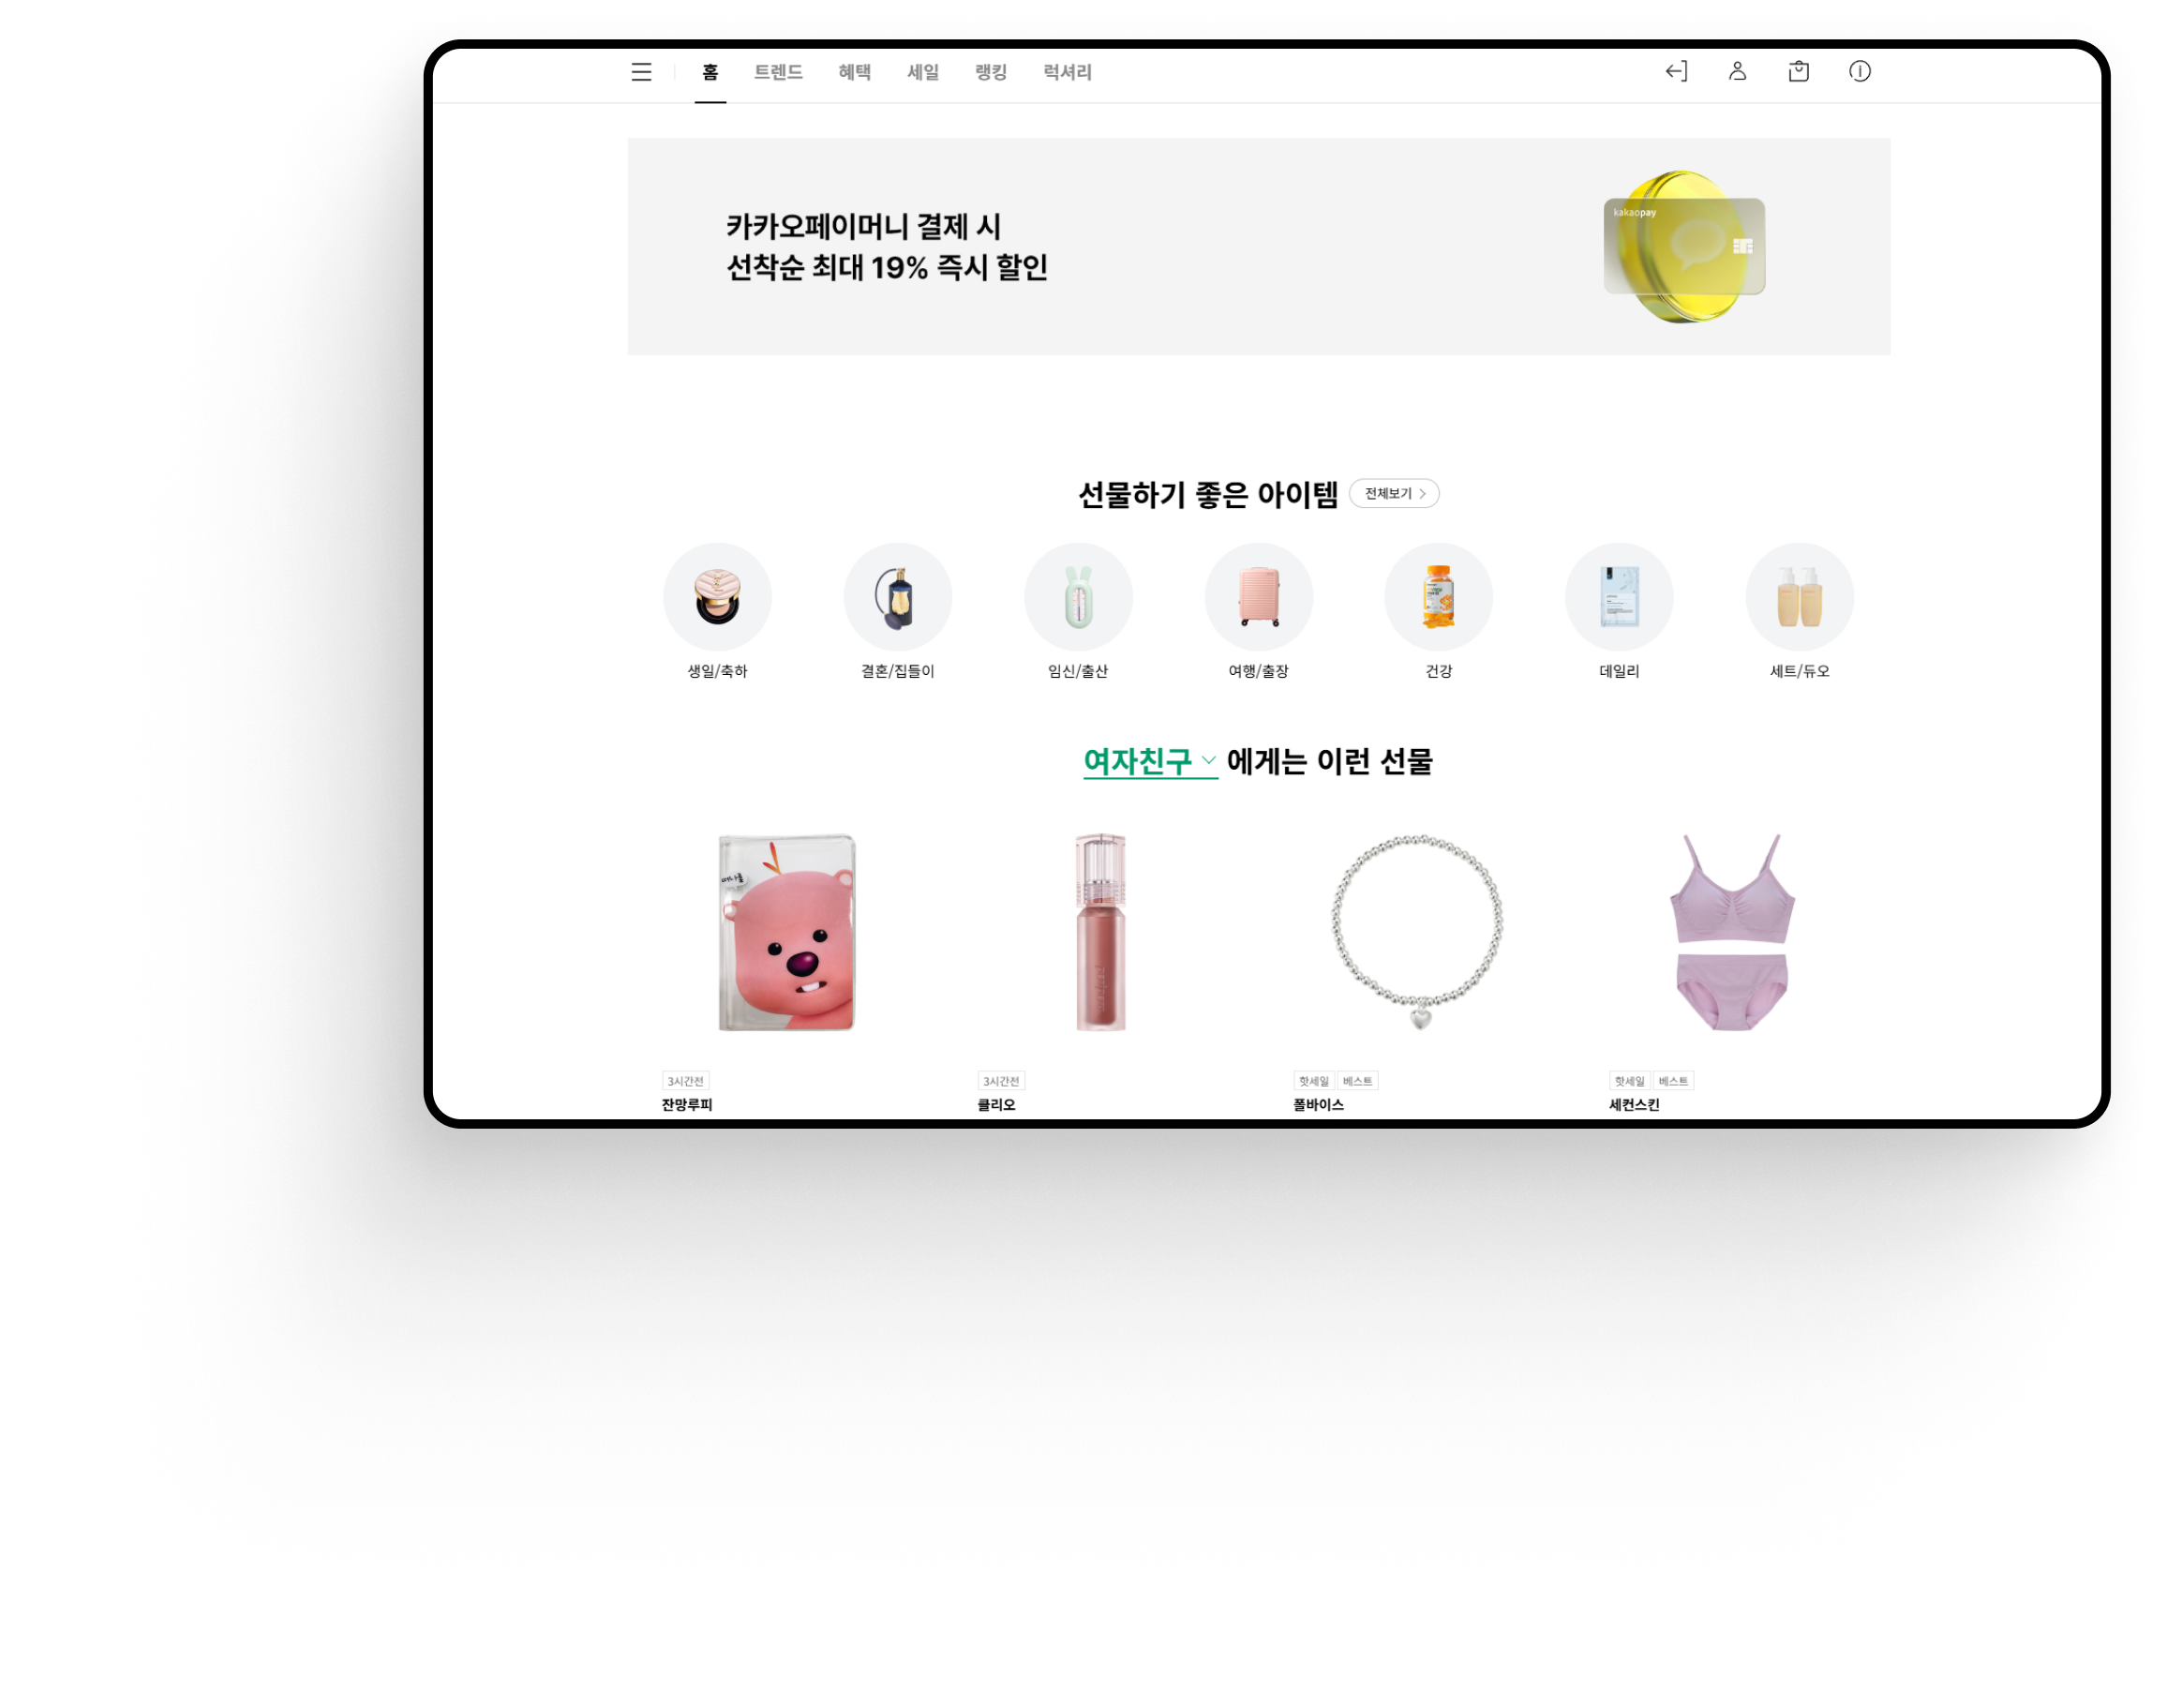 홈 트렌드 혜택 세일 랭킹 럭셔리
카카오페이머니 결제 시
선착순 최대 19% 즉시 할인
kakaopay
선물하기 좋은 아이템 전체보기
생일/축하 결혼/집들이 임신/출산 여행/출장 건강 데일리 세트/듀오
여자친구 에게는 이런 선물
3시간전 3시간전 핫세일 베스트 핫세일 베스트
잔망루피 클리오 폴바이스 세컨스킨